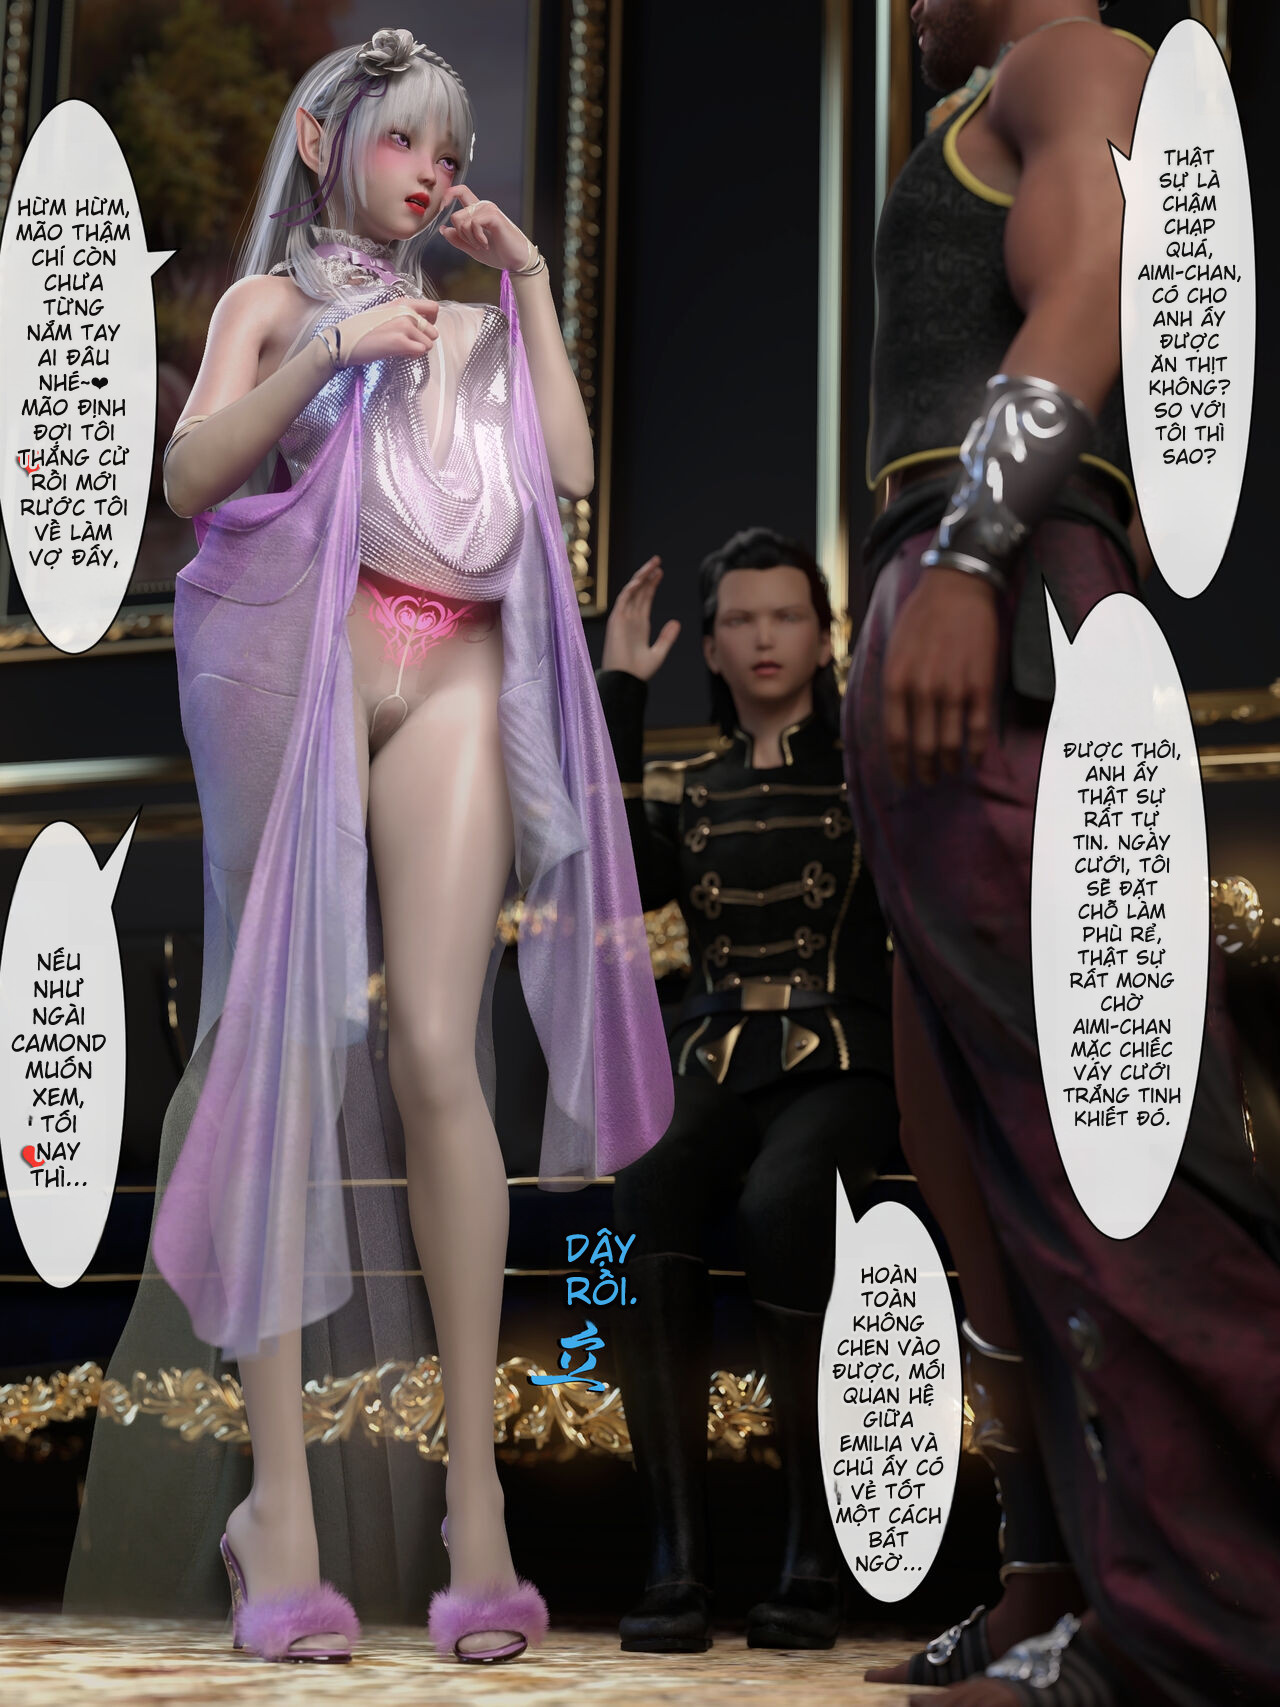 THẬT
SỰ LÀ
CHẬM
CHẠP
QUÁ,
AIMI-CHAN,
CÓ CHO
ANH ẤY
ĐƯỢC
ĂN THỊT
KHÔNG?
SO VỚI
TÔI THÌ
SAO?
HỪM HỪM,
MÃO THẬM
CHÍ CÒN
CHƯA
TỪNG
NẮM TAY
AI ĐÂU
NHÉ~❤
MÃO ĐỊNH
ĐỢI TÔI
THẮNG CỬ
RỒI MỚI
RƯỚC TÔI
VỀ LÀM
VỢ ĐẤY,
ĐƯỢC THÔI,
ANH ẤY
THẬT SỰ
RẤT TỰ
TIN. NGÀY
CƯỚI, TÔI
SẼ ĐẶT
CHỖ LÀM
PHÙ RỂ,
THẬT SỰ
RẤT MONG
CHỜ
AIMI-CHAN
MẶC CHIẾC
VÁY CƯỚI
TRẮNG TINH
KHIẾT ĐÓ.
NẾU
NHƯ
NGÀI
CAMOND
MUỐN
XEM,
TỐI
NAY
THÌ...
DẬY
RỒI.
立
HOÀN
TOÀN
KHÔNG
CHEN VÀO
ĐƯỢC, MỐI
QUAN HỆ
GIỮA
EMILIA VÀ
CHÚ ẤY CÓ
VẺ TỐT
MỘT CÁCH
BẤT
NGỜ...